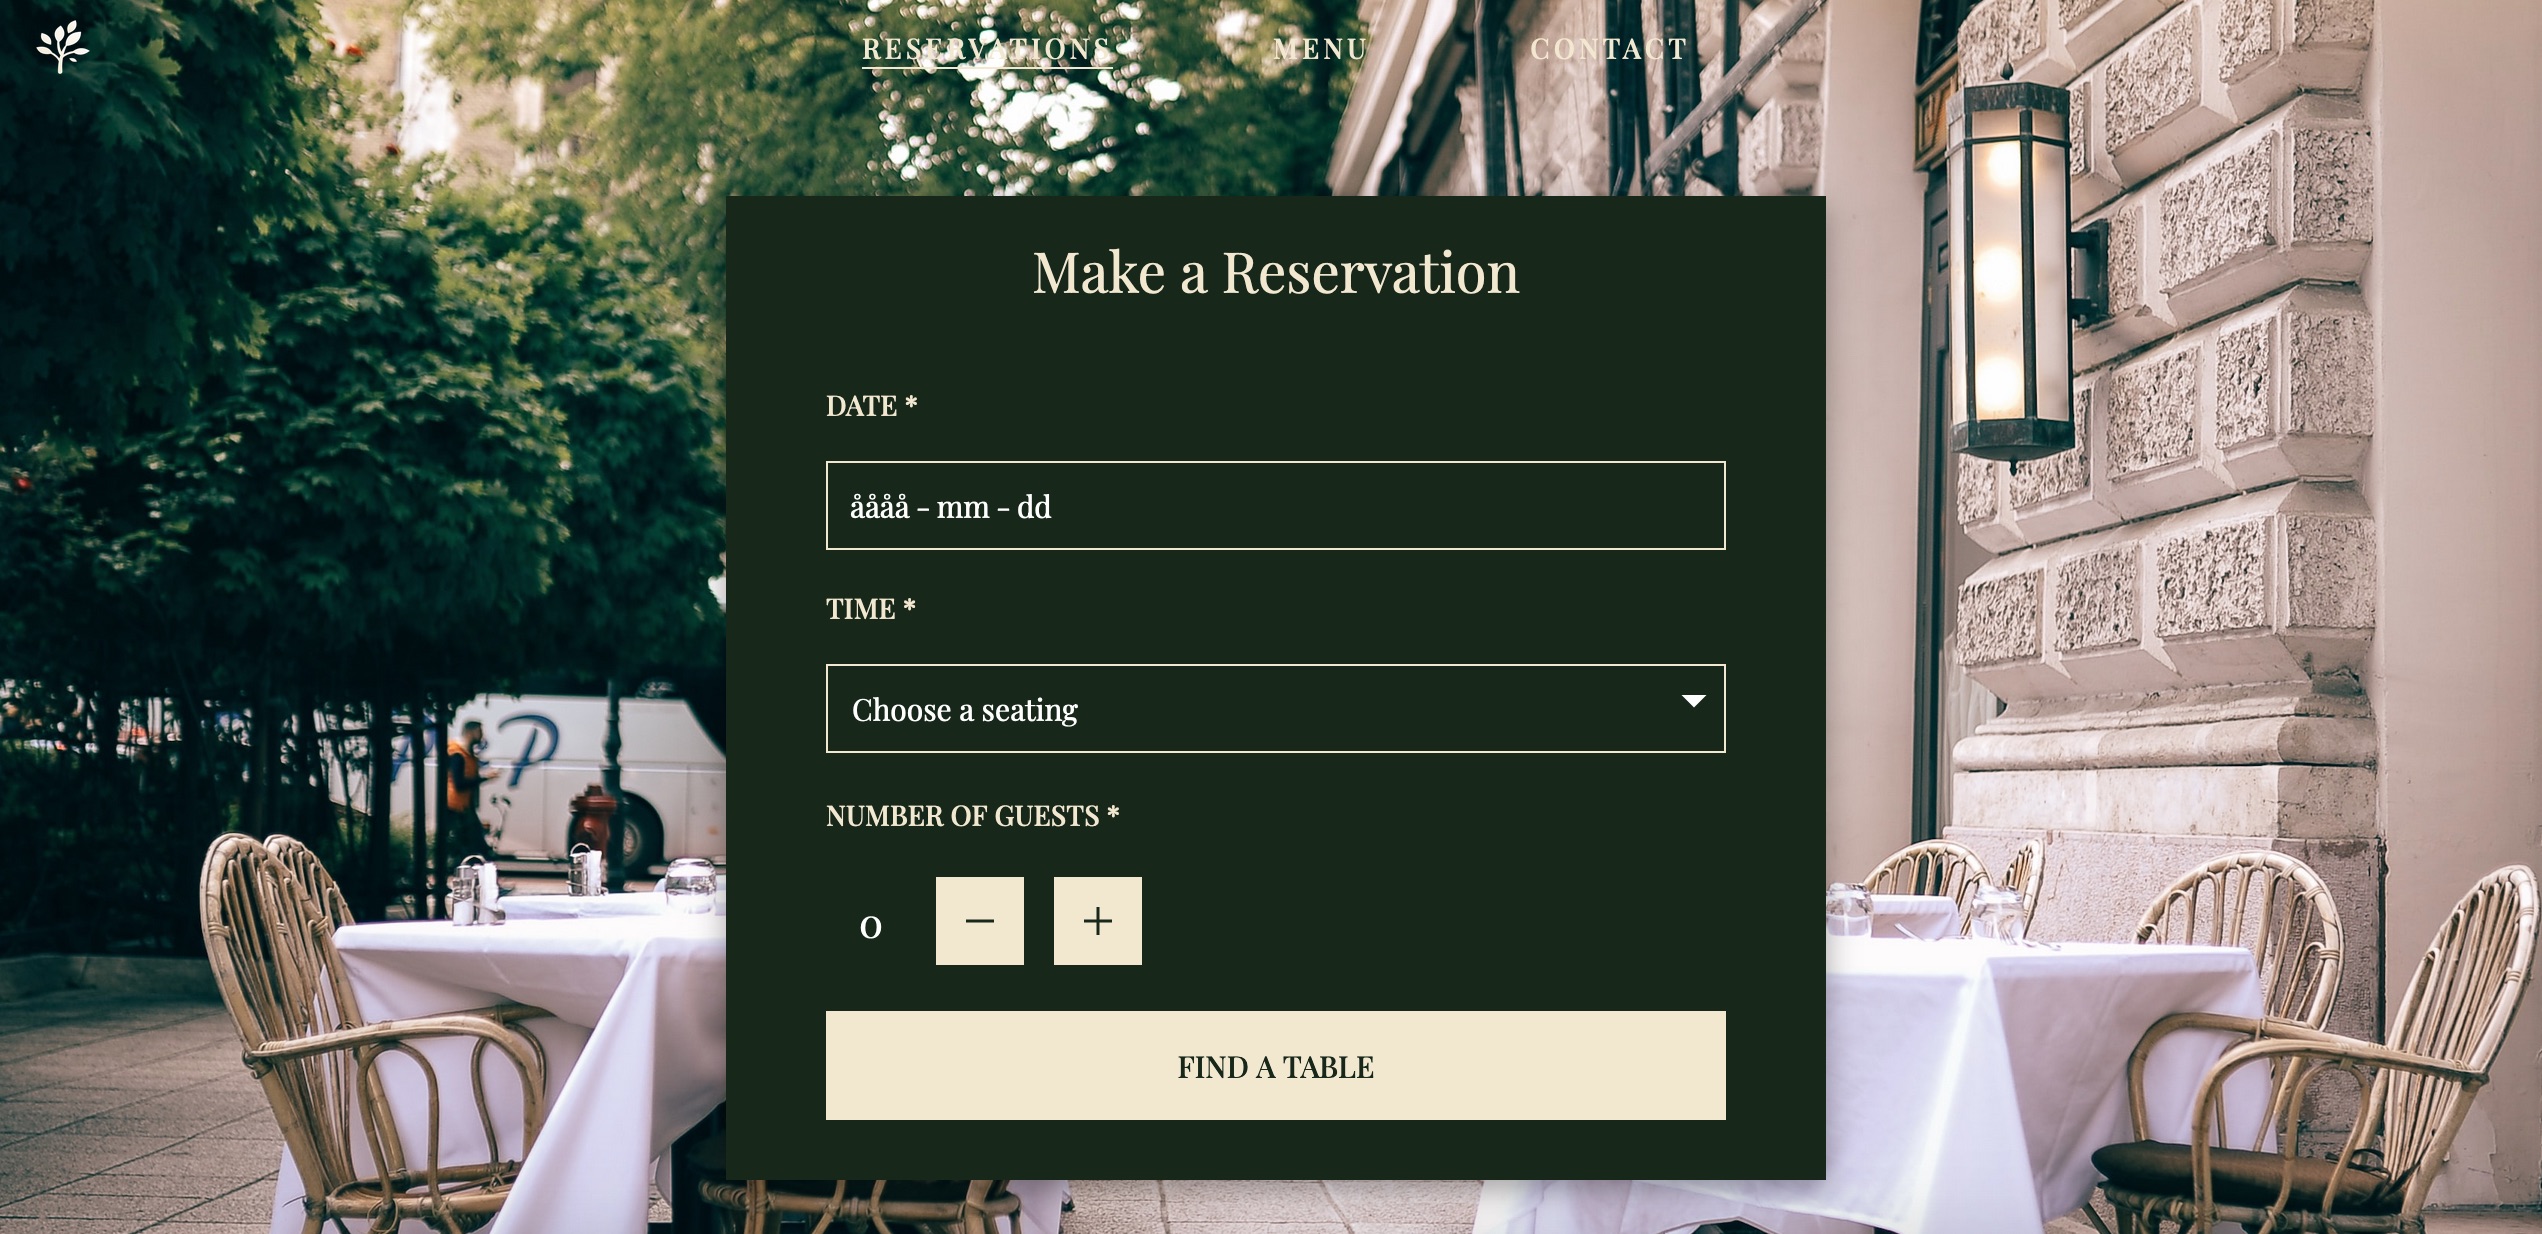 RESERVATIONS MENU CONTACT
Make a Reservation
DATE *
åååå - mm - dd
TIME *
Choose a seating
NUMBER OF GUESTS *
0
FIND A TABLE